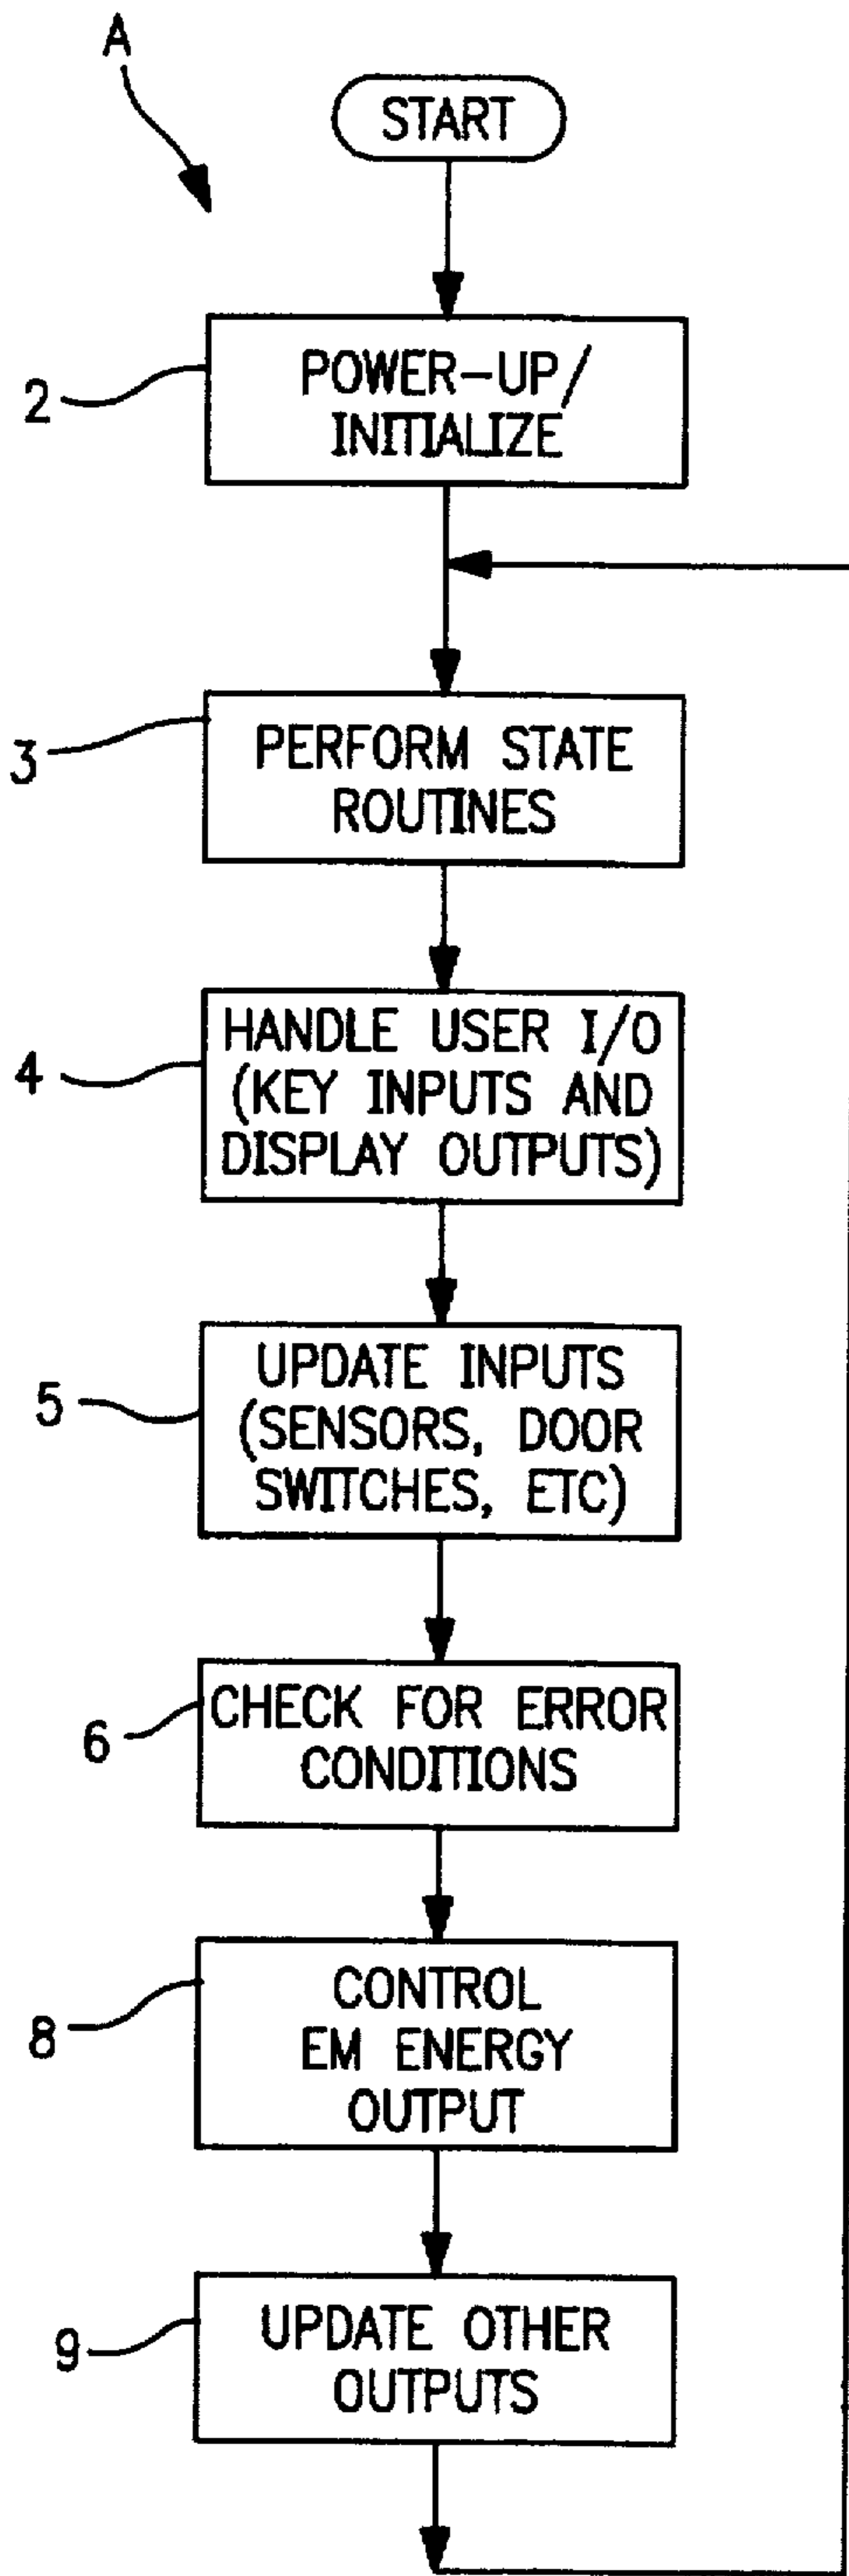 A
START
2
POWER-UP/
INITIALIZE
3
PERFORM STATE
ROUTINES
4
HANDLE USER I/O
(KEY INPUTS AND
DISPLAY OUTPUTS)
5
UPDATE INPUTS
(SENSORS, DOOR
SWITCHES, ETC)
6
CHECK FOR ERROR
CONDITIONS
8
CONTROL
EM ENERGY
OUTPUT
9
UPDATE OTHER
OUTPUTS